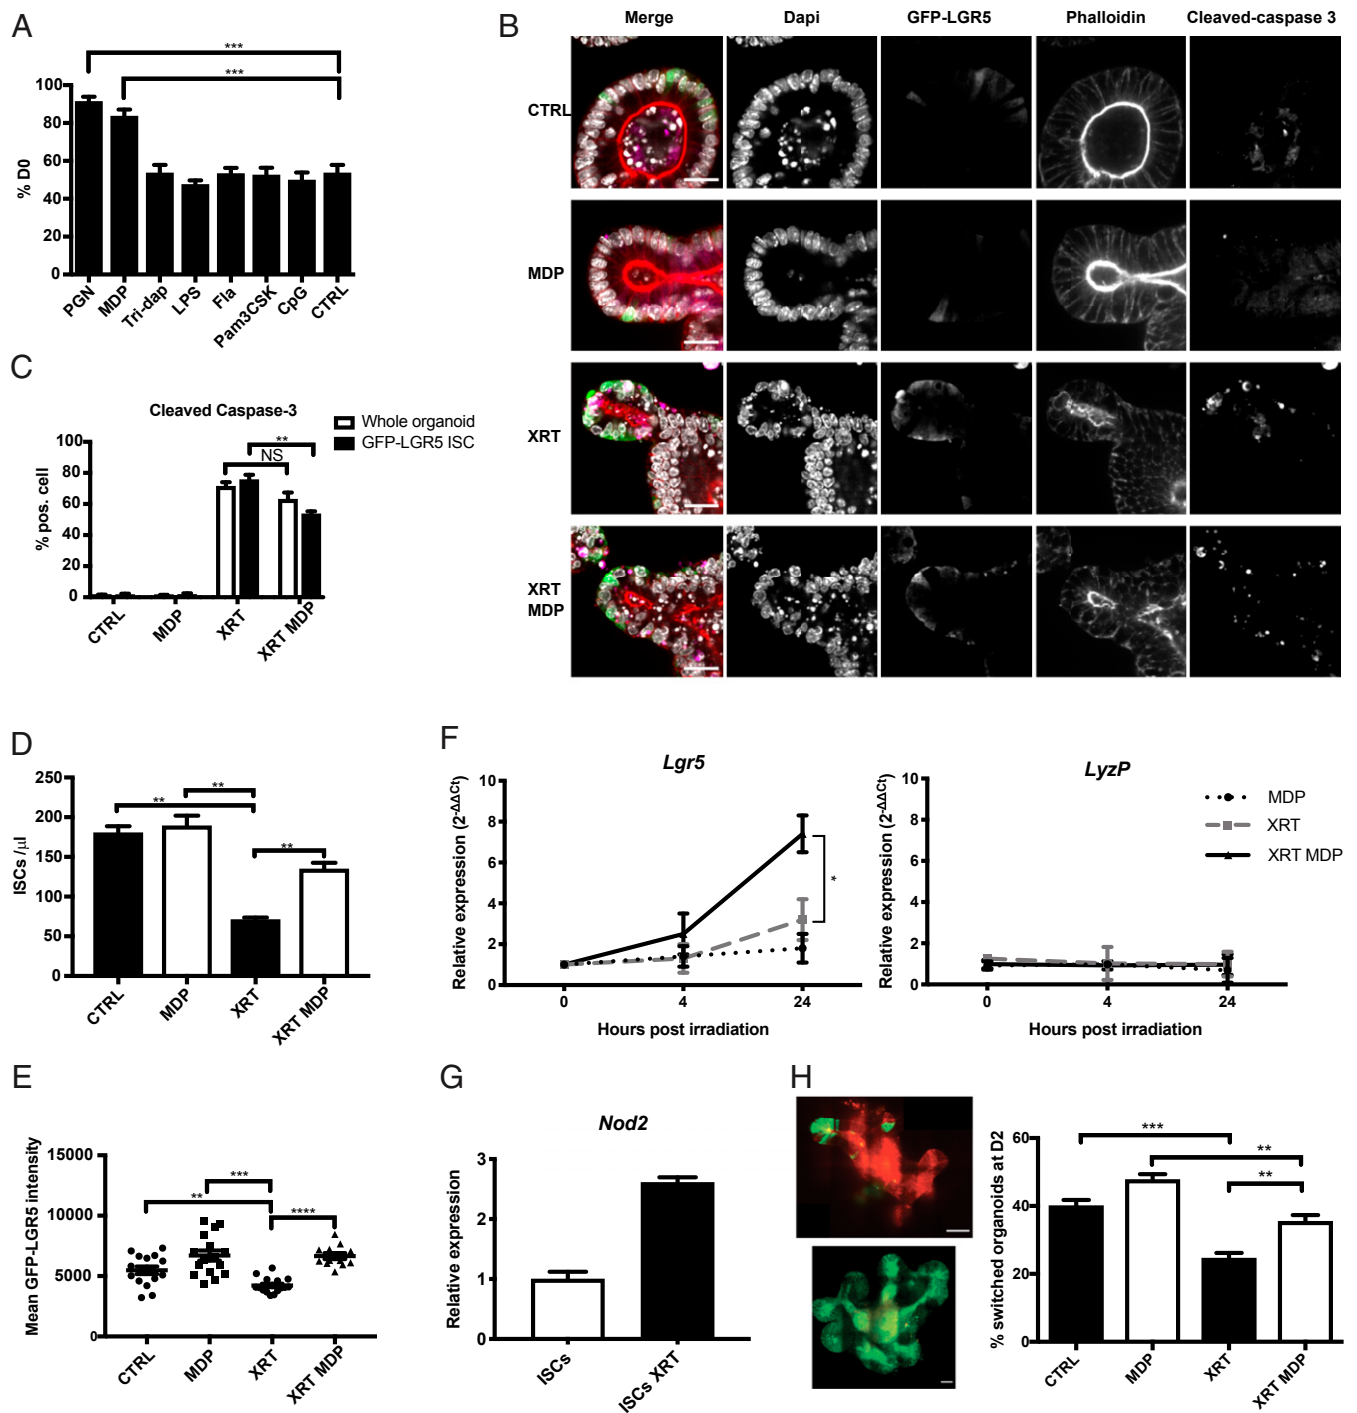 A
***
***
% D0
100
80
60
40
20
0
PGN
MDP
Tri-dap
LPS
Fla
Pam3CSK
CpG
CTRL
B
Merge
Dapi
GFP-LGR5
Phalloidin
Cleaved-caspase 3
CTRL
MDP
XRT
XRT
MDP
C
Cleaved Caspase-3
Whole organoid
GFP-LGR5 ISC
**
NS
% pos. cell
100
80
60
40
20
0
CTRL
MDP
XRT
XRT MDP
D
ISCs /µl
250
200
150
100
50
0
**
**
**
CTRL
MDP
XRT
XRT MDP
E
Mean GFP-LGR5 intensity
15000
10000
5000
0
***
**
****
CTRL
MDP
XRT
XRT MDP
F
Lgr5
Relative expression (2-ΔΔCt)
10
8
6
4
2
0
*
0
4
24
Hours post irradiation
LyzP
Relative expression (2-ΔΔCt)
10
8
6
4
2
0
0
4
24
Hours post irradiation
MDP
XRT
XRT MDP
G
Nod2
Relative expression
3
2
1
0
ISCs
ISCs XRT
H
% switched organoids at D2
60
40
20
0
***
**
**
CTRL
MDP
XRT
XRT MDP